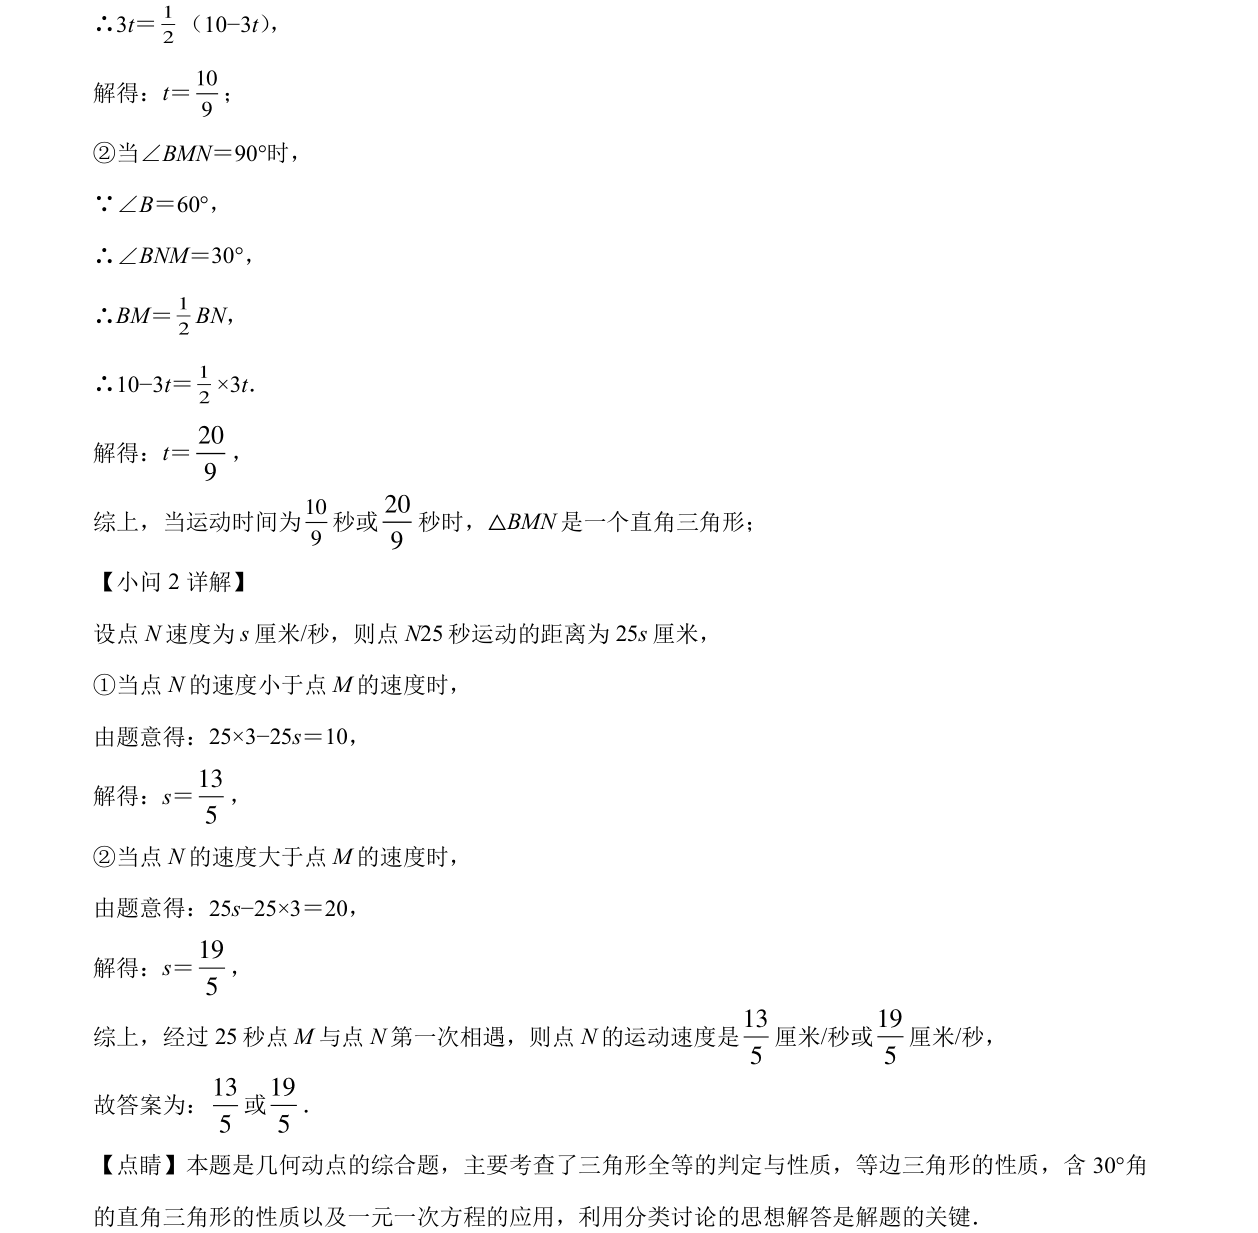 ∴3t=1/2（10−3t），
解得：t=10/9；
②当∠BMN=90°时，
∵∠B=60°，
∴∠BNM=30°，
∴BM=1/2BN，
∴10−3t=1/2×3t．
解得：t=20/9，
综上，当运动时间为10/9秒或20/9秒时，△BMN是一个直角三角形；
【小问2详解】
设点N速度为s厘米/秒，则点N25秒运动的距离为25s厘米，
①当点N的速度小于点M的速度时，
由题意得：25×3−25s=10，
解得：s=13/5，
②当点N的速度大于点M的速度时，
由题意得：25s−25×3=20，
解得：s=19/5，
综上，经过25秒点M与点N第一次相遇，则点N的运动速度是13/5厘米/秒或19/5厘米/秒，
故答案为：13/5或19/5．
【点睛】本题是几何动点的综合题，主要考查了三角形全等的判定与性质，等边三角形的性质，含30°角
的直角三角形的性质以及一元一次方程的应用，利用分类讨论的思想解答是解题的关键．